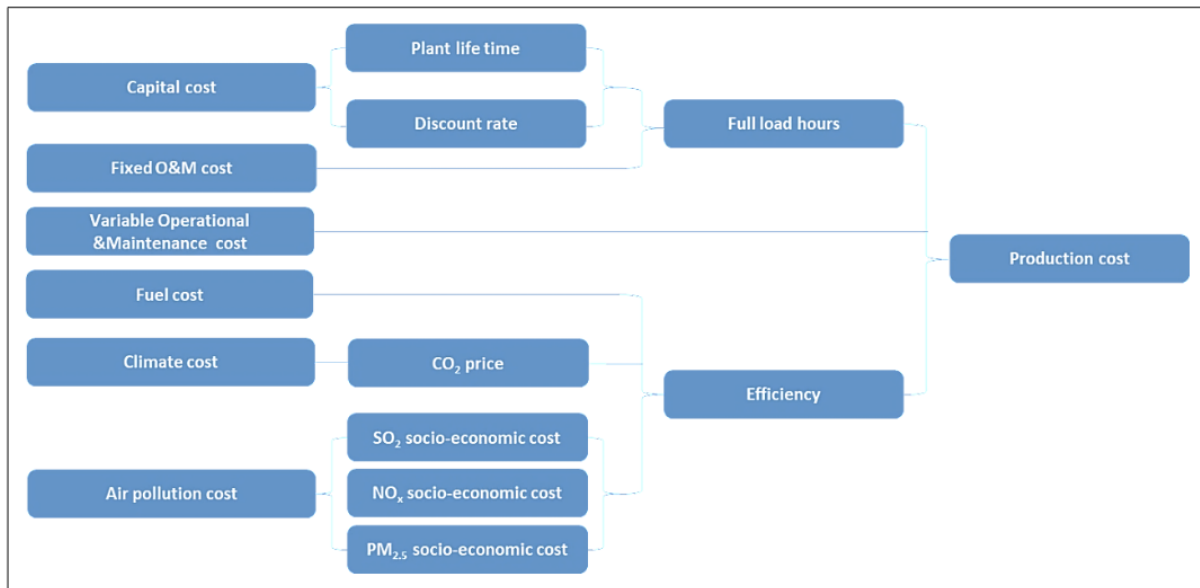 Plant life time
Capital cost
Discount rate
Full load hours
Fixed O&M cost
Variable Operational
&Maintenance cost
Production cost
Fuel cost
Climate cost
CO₂ price
Efficiency
SO₂ socio-economic cost
Air pollution cost
NOₓ socio-economic cost
PM₂.₅ socio-economic cost